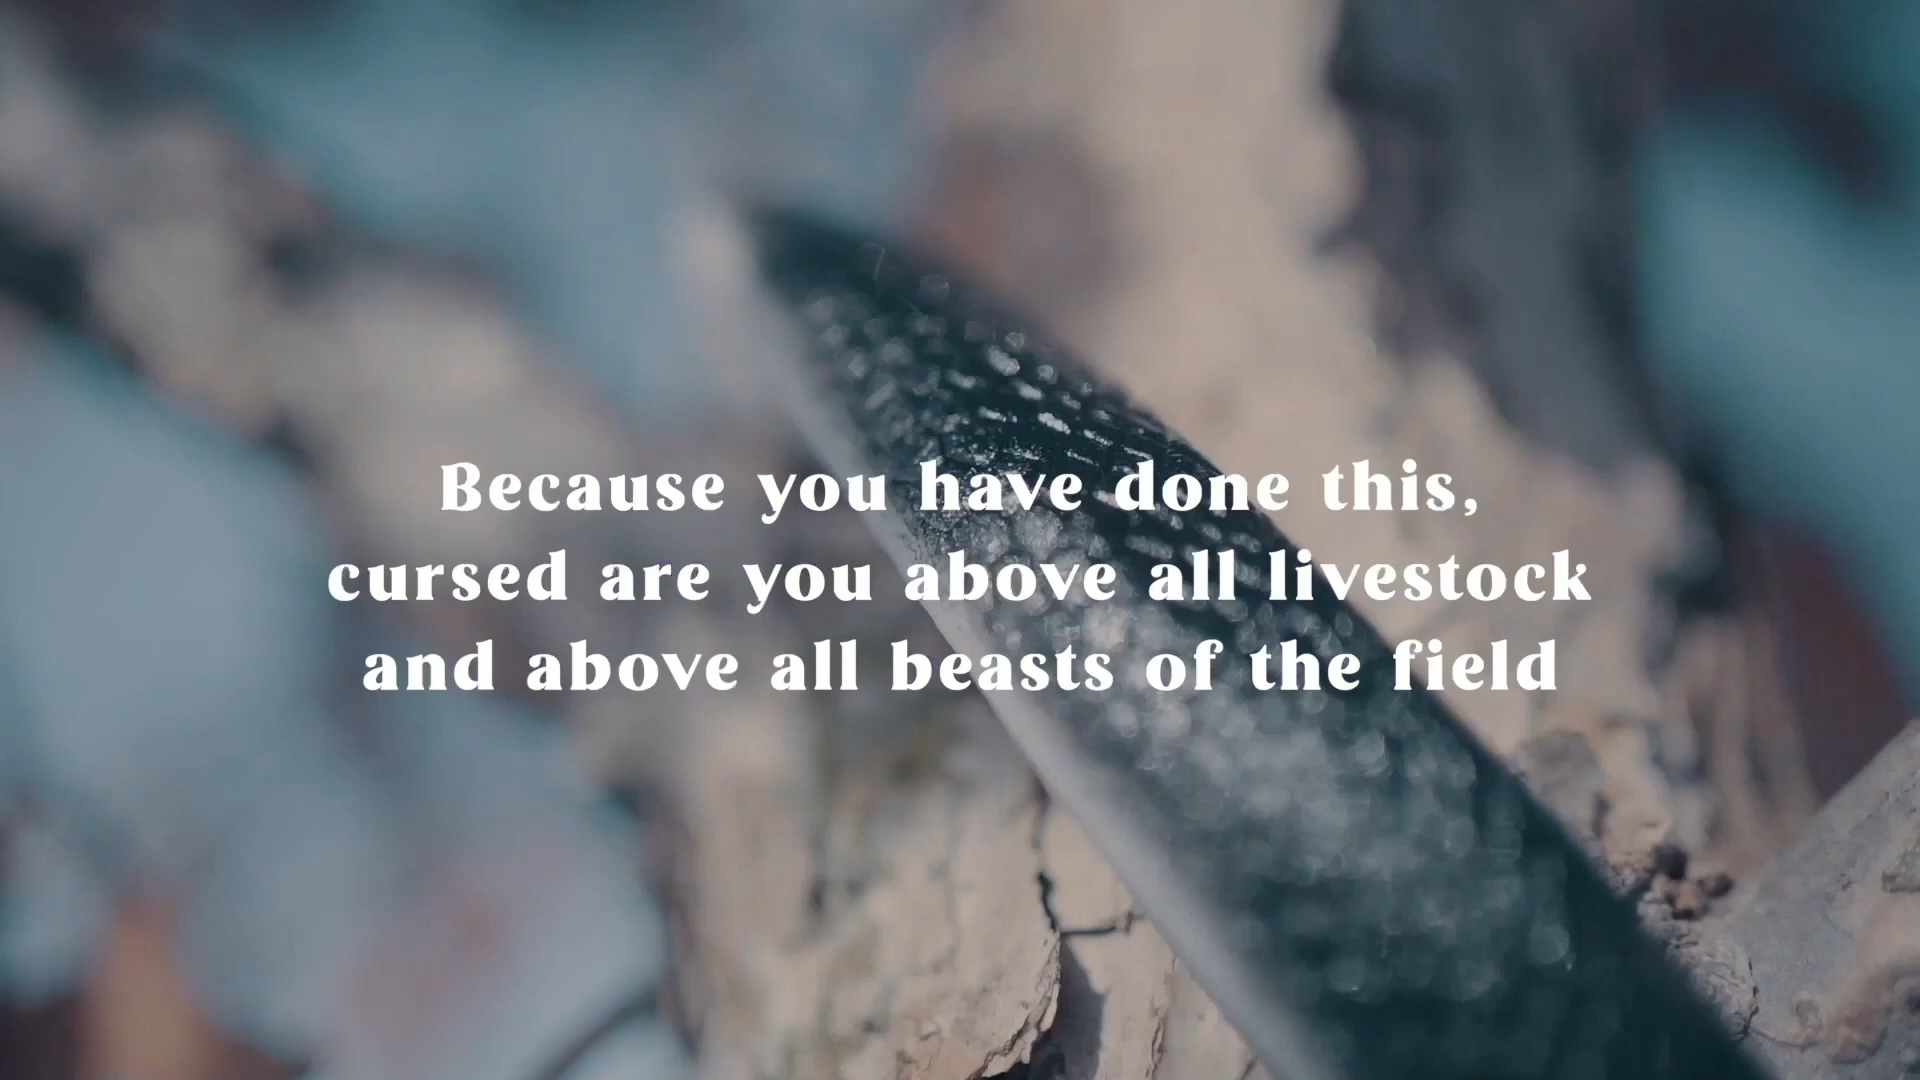 Because you have done this,
cursed are you above all livestock
and above all beasts of the field